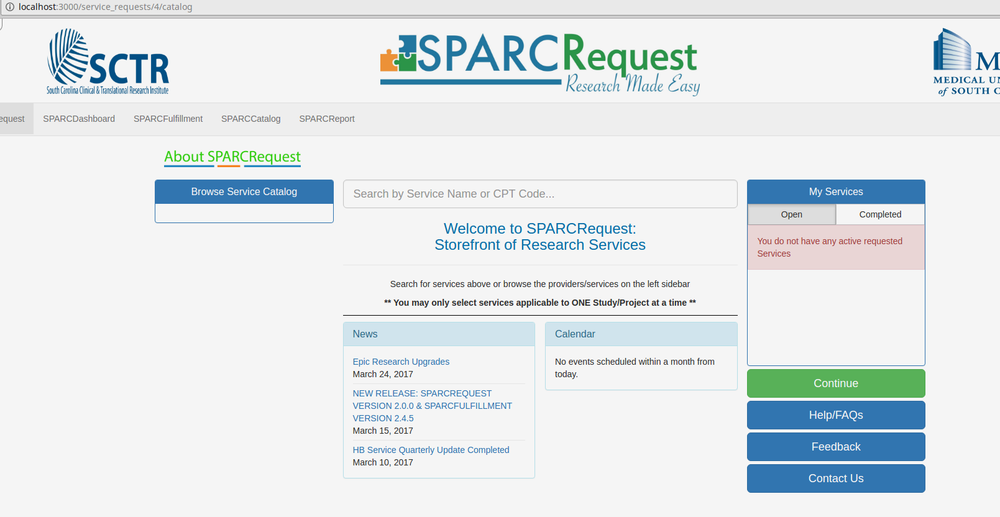 localhost:3000/service_requests/4/catalog
SCTR
South Carolina Clinical & Translational Research Institute
SPARCRequest
Research Made Easy
M
MEDICAL UN
of SOUTH C
equest
SPARCDashboard
SPARCFulfillment
SPARCCatalog
SPARCReport
About SPARCRequest
Browse Service Catalog
Search by Service Name or CPT Code...
Welcome to SPARCRequest:
Storefront of Research Services
Search for services above or browse the providers/services on the left sidebar
** You may only select services applicable to ONE Study/Project at a time **
News
Epic Research Upgrades
March 24, 2017
NEW RELEASE: SPARCREQUEST
VERSION 2.0.0 & SPARCFULFILLMENT
VERSION 2.4.5
March 15, 2017
HB Service Quarterly Update Completed
March 10, 2017
Calendar
No events scheduled within a month from
today.
My Services
Open
Completed
You do not have any active requested
Services
Continue
Help/FAQs
Feedback
Contact Us